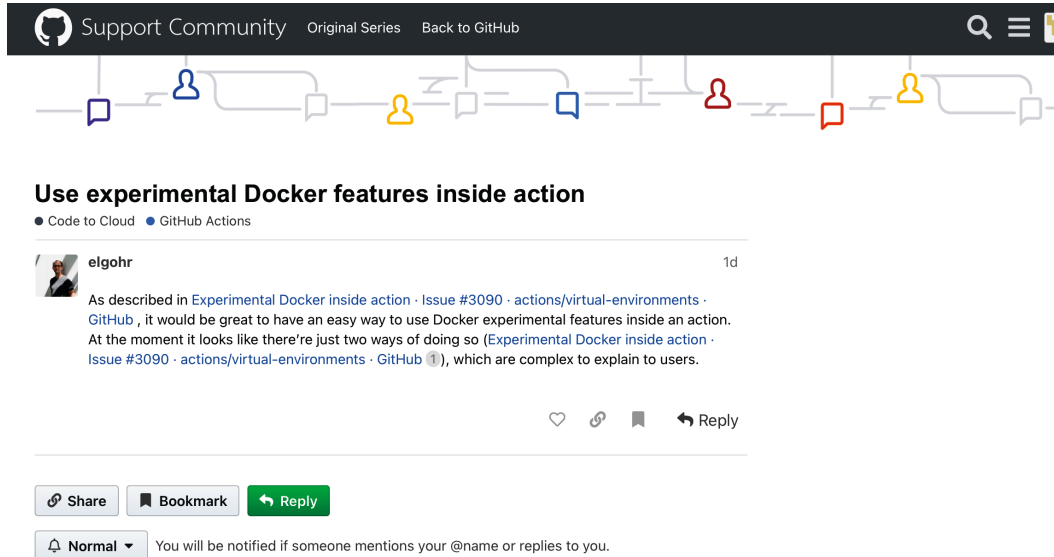 Support Community Original Series Back to GitHub
Use experimental Docker features inside action
Code to Cloud GitHub Actions
elgohr 1d
As described in Experimental Docker inside action · Issue #3090 · actions/virtual-environments ·
GitHub , it would be great to have an easy way to use Docker experimental features inside an action.
At the moment it looks like there're just two ways of doing so (Experimental Docker inside action ·
Issue #3090 · actions/virtual-environments · GitHub 1), which are complex to explain to users.
Reply
Share Bookmark Reply
Normal You will be notified if someone mentions your @name or replies to you.